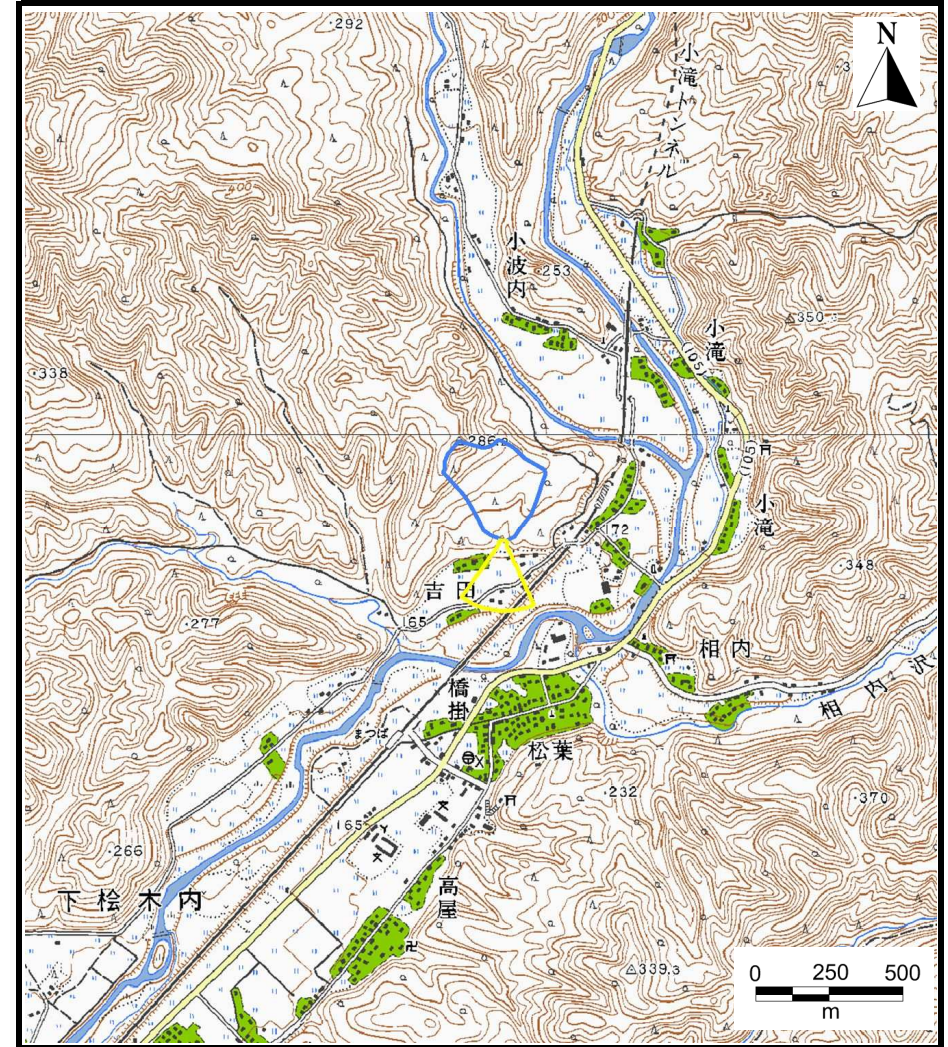 292
N
小滝トンネル
400
小波内
253
350
小滝
(105)
338
286
(105)
小滝
72
348
吉田
165
277
相内
相内沢
橋掛
まつば
松葉
232
370
165
266
下桧木内
高屋
339.3
0 250 500
m